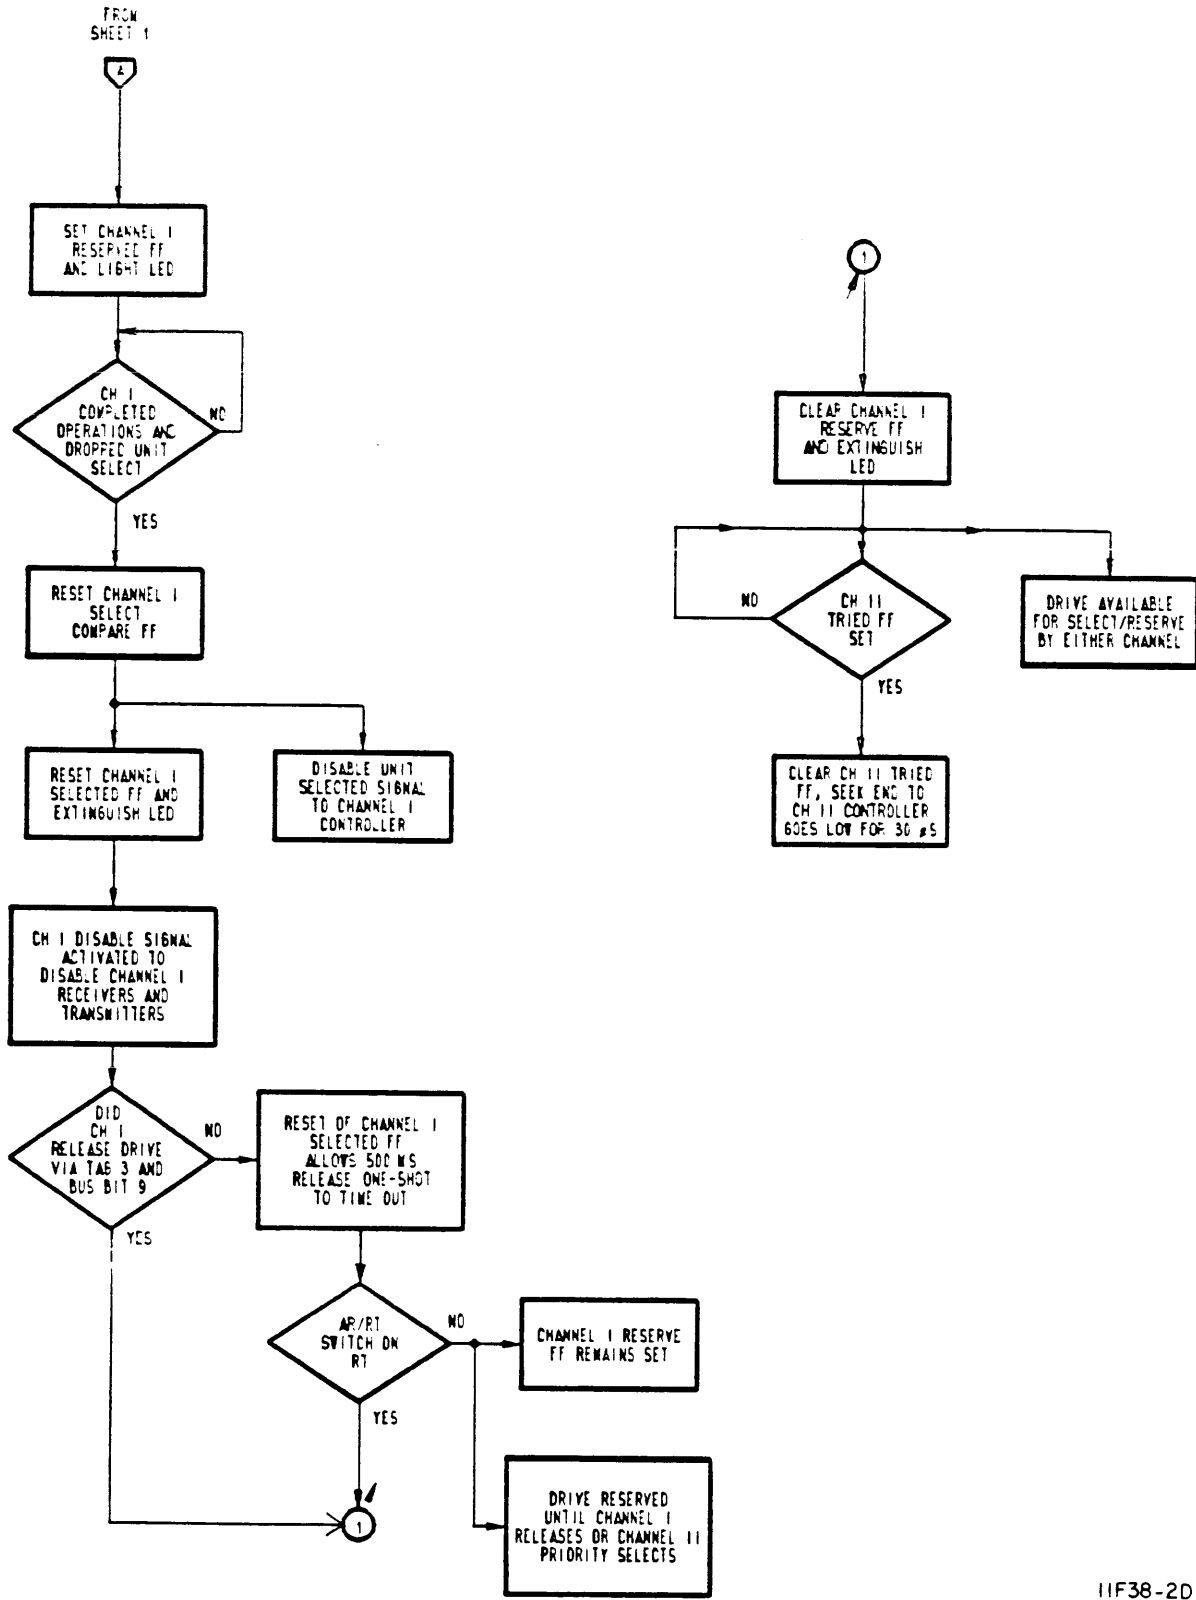 FROM
SHEET 1
A
SET CHANNEL I
RESERVED FF
AND LIGHT LED
CH I
COMPLETED
OPERATIONS AND
DROPPED UNIT
SELECT
NO
YES
RESET CHANNEL I
SELECT
COMPARE FF
RESET CHANNEL I
SELECTED FF AND
EXTINGUISH LED
DISABLE UNIT
SELECTED SIGNAL
TO CHANNEL I
CONTROLLER
CH I DISABLE SIGNAL
ACTIVATED TO
DISABLE CHANNEL I
RECEIVERS AND
TRANSMITTERS
DID
CH I
RELEASE DRIVE
VIA TAG 3 AND
BUS BIT 9
NO
YES
RESET OF CHANNEL I
SELECTED FF
ALLOWS 500 MS
RELEASE ONE-SHOT
TO TIME OUT
AR/RT
SWITCH ON
RT
NO
YES
CHANNEL I RESERVE
FF REMAINS SET
DRIVE RESERVED
UNTIL CHANNEL I
RELEASES OR CHANNEL II
PRIORITY SELECTS
1
1
CLEAR CHANNEL I
RESERVE FF
AND EXTINGUISH
LED
CH II
TRIED FF
SET
NO
YES
DRIVE AVAILABLE
FOR SELECT/RESERVE
BY EITHER CHANNEL
CLEAR CH II TRIED
FF, SEEK END TO
CH II CONTROLLER
GOES LOW FOR 30 µS
11F38-2D